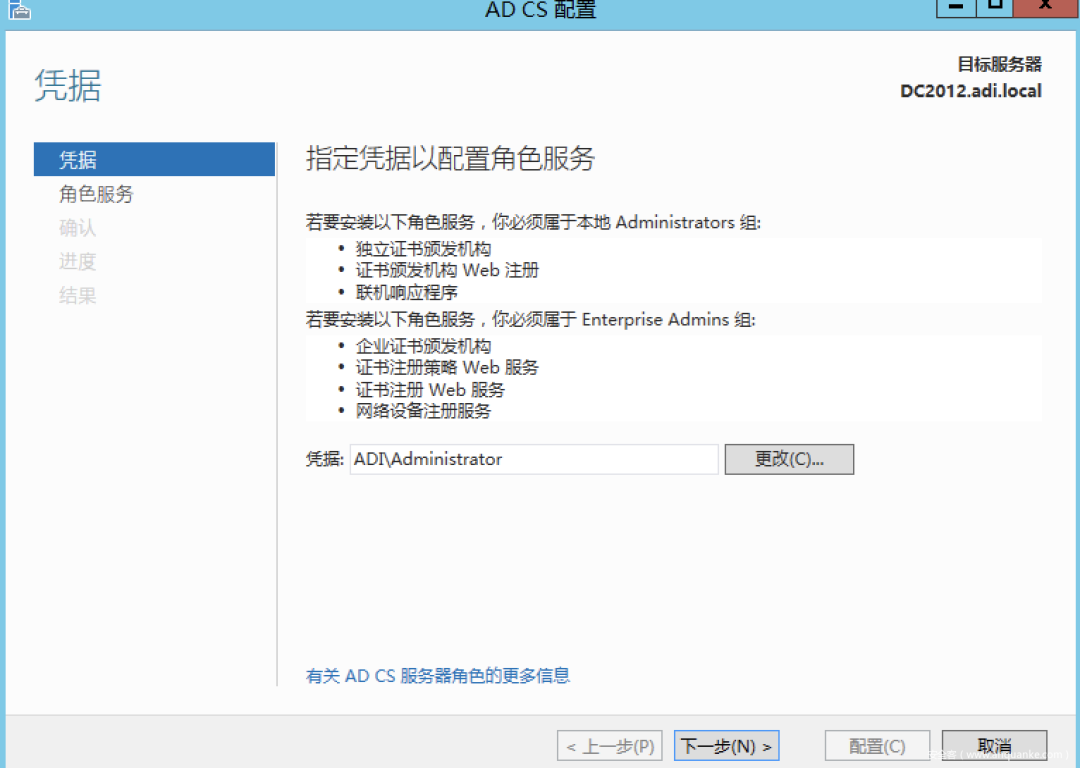 AD CS 配置
目标服务器
DC2012.adi.local
凭据
凭据
角色服务
确认
进度
结果
指定凭据以配置角色服务
若要安装以下角色服务，你必须属于本地 Administrators 组:
• 独立证书颁发机构
• 证书颁发机构 Web 注册
• 联机响应程序
若要安装以下角色服务，你必须属于 Enterprise Admins 组:
• 企业证书颁发机构
• 证书注册策略 Web 服务
• 证书注册 Web 服务
• 网络设备注册服务
凭据: ADI\Administrator 更改(C)...
有关 AD CS 服务器角色的更多信息
< 上一步(P) 下一步(N) > 配置(C) 取消